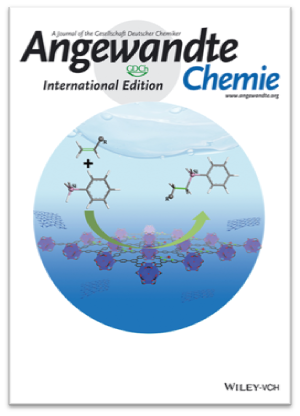 A Journal of the Gesellschaft Deutscher Chemiker
Angewandte
GDCh
International Edition
Chemie
www.angewandte.org
+
WILEY-VCH